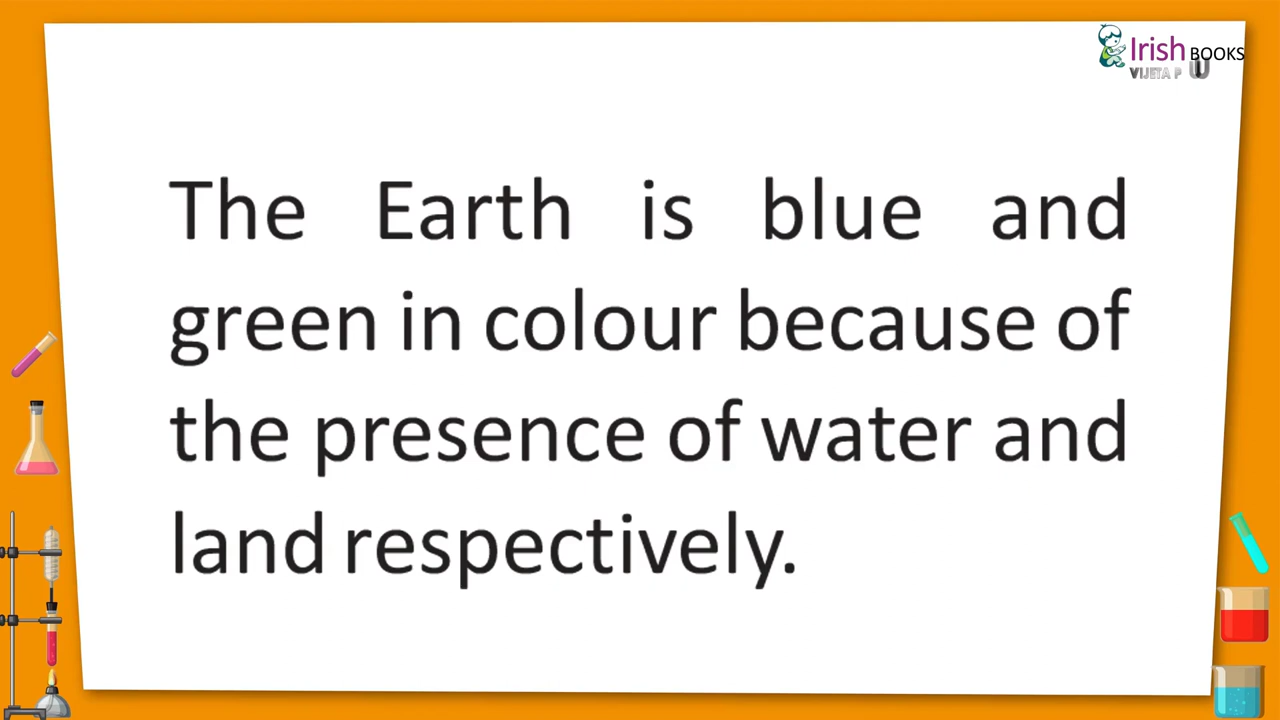 Irish BOOKS
VIJETA P
The Earth is blue and
green in colour because of
the presence of water and
land respectively.